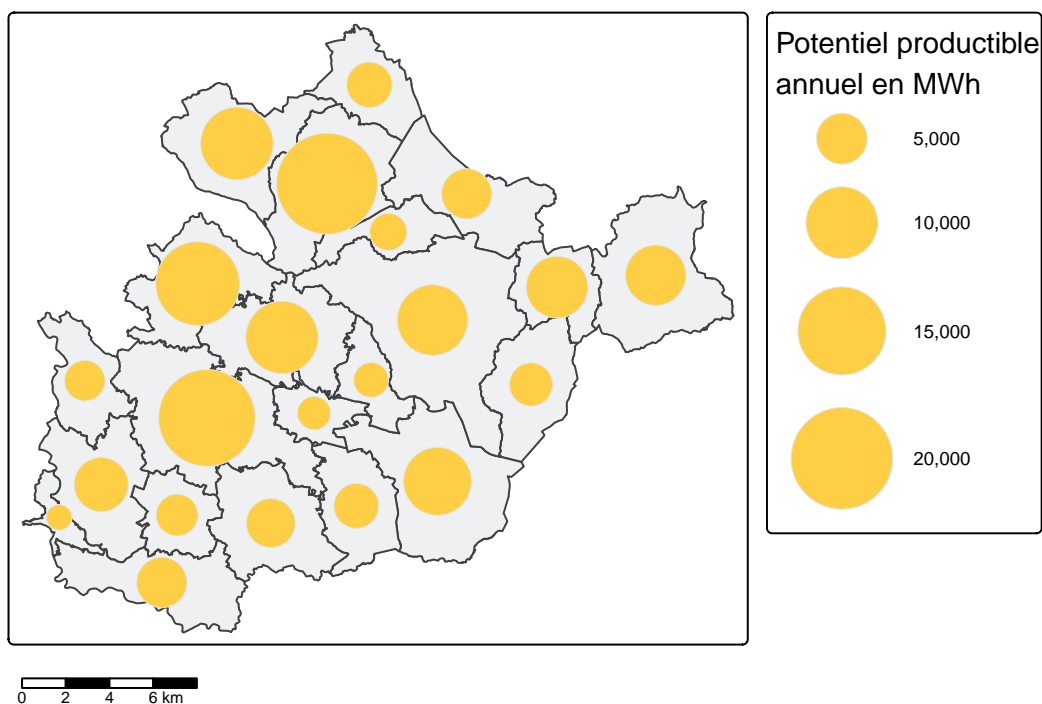 Potentiel productible
annuel en MWh
5,000
10,000
15,000
20,000
0 2 4 6 km